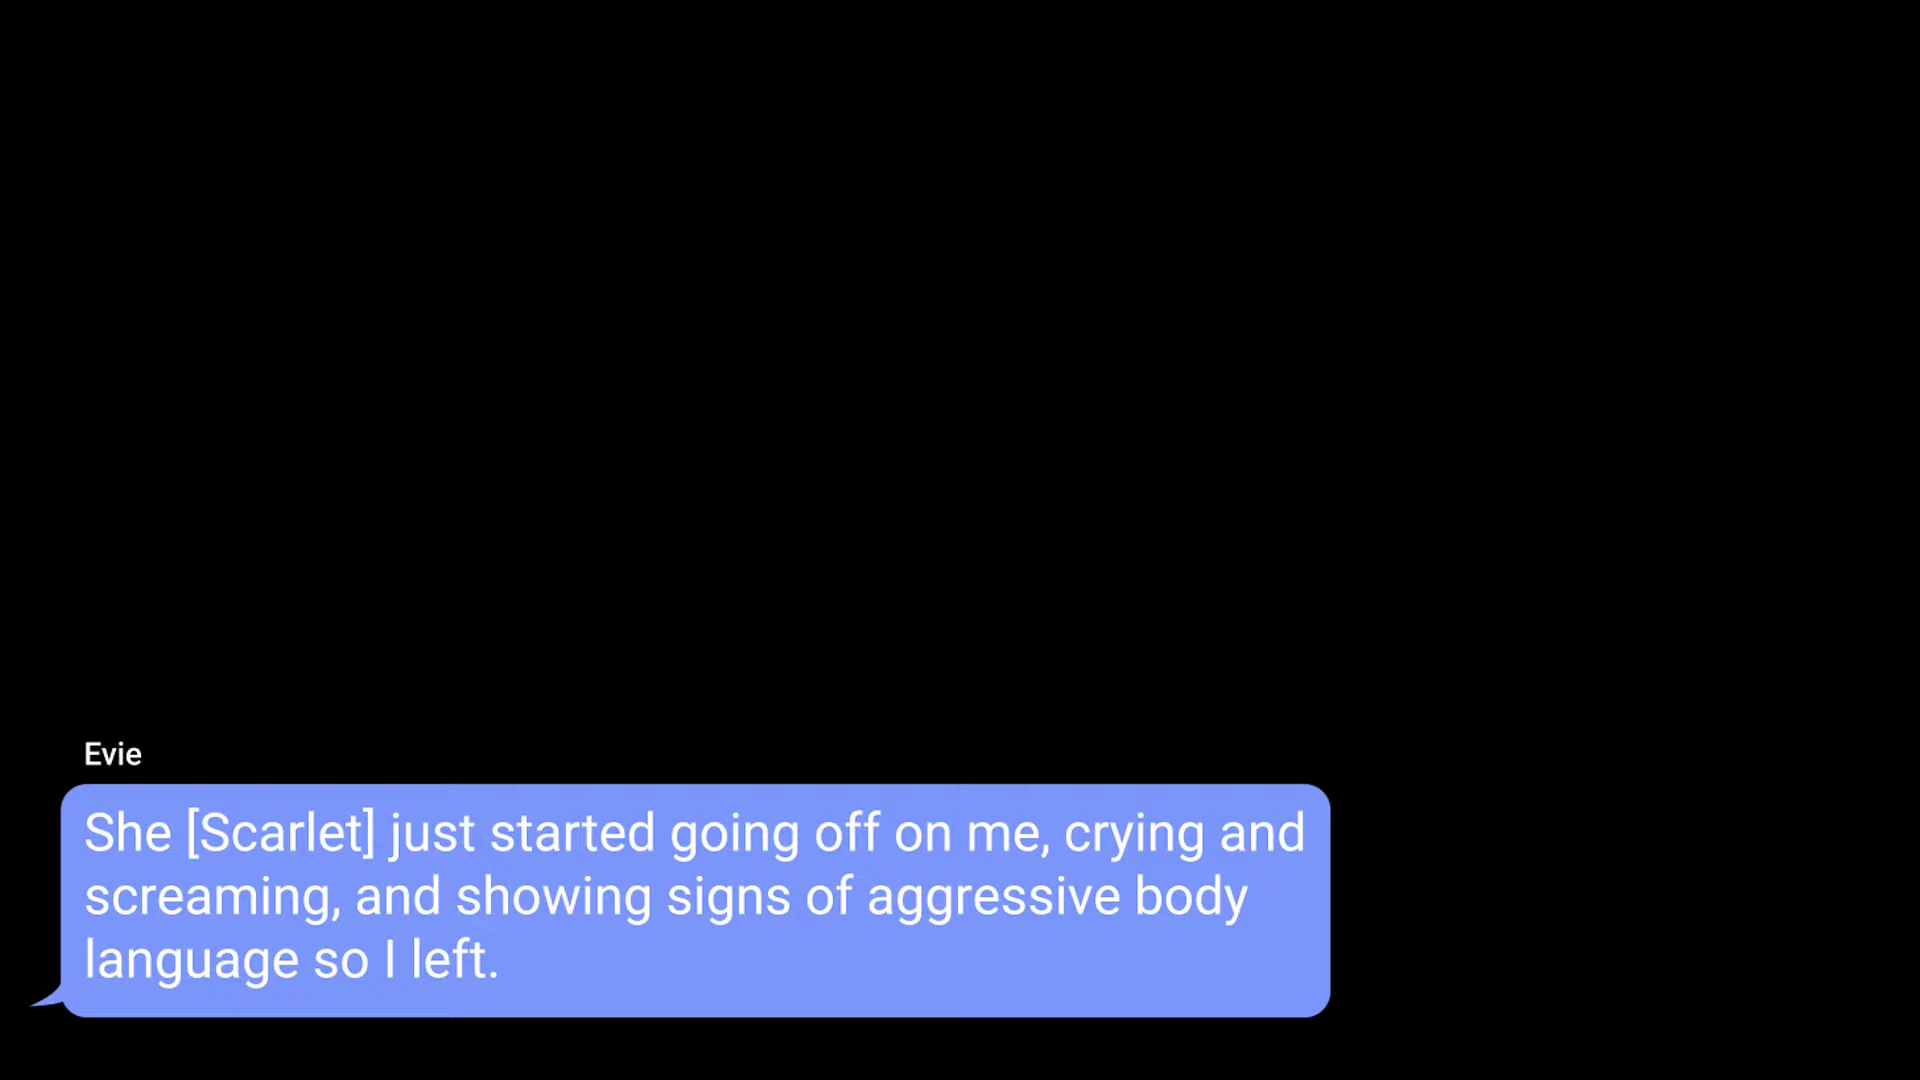 Evie
She [Scarlet] just started going off on me, crying and
screaming, and showing signs of aggressive body
language so I left.